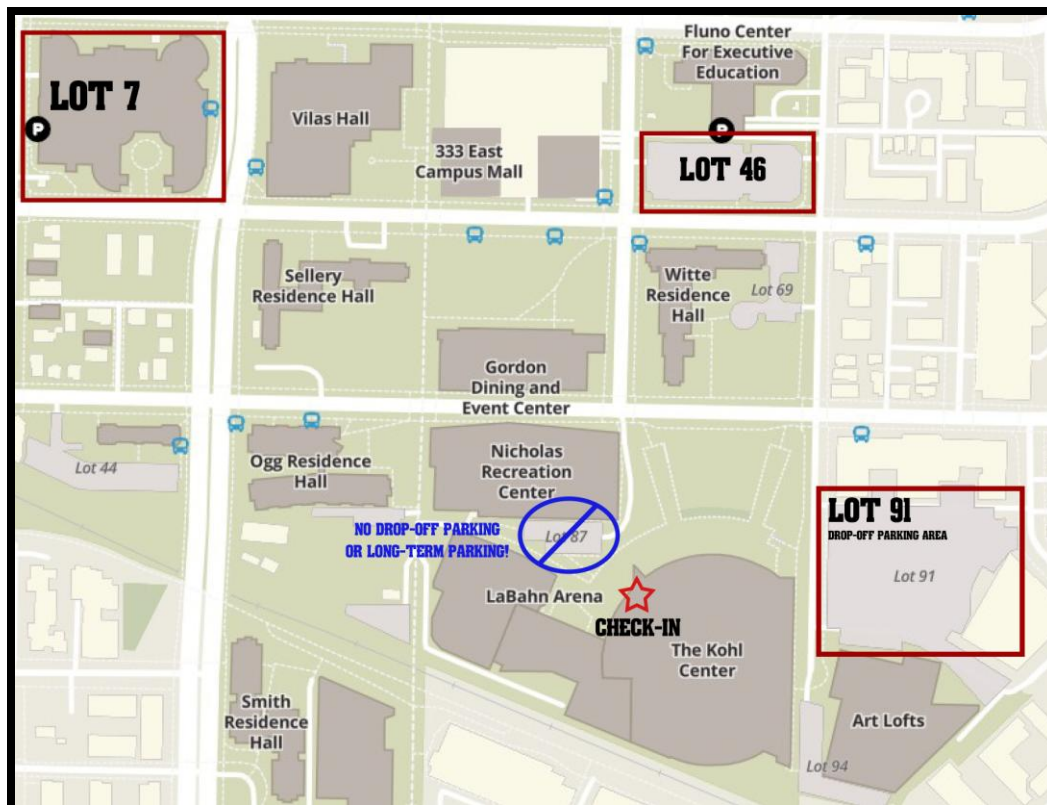 Fluno Center
For Executive
Education
LOT 7
P
Vilas Hall
P
333 East
Campus Mall
LOT 46
Sellery
Residence Hall
Witte
Residence
Hall
Lot 69
Gordon
Dining and
Event Center
Lot 44
Ogg Residence
Hall
Nicholas
Recreation
Center
NO DROP-OFF PARKING
OR LONG-TERM PARKING!
Lot 87
LOT 91
DROP-OFF PARKING AREA
Lot 91
LaBahn Arena
CHECK-IN
The Kohl
Center
Smith
Residence
Hall
Art Lofts
Lot 94